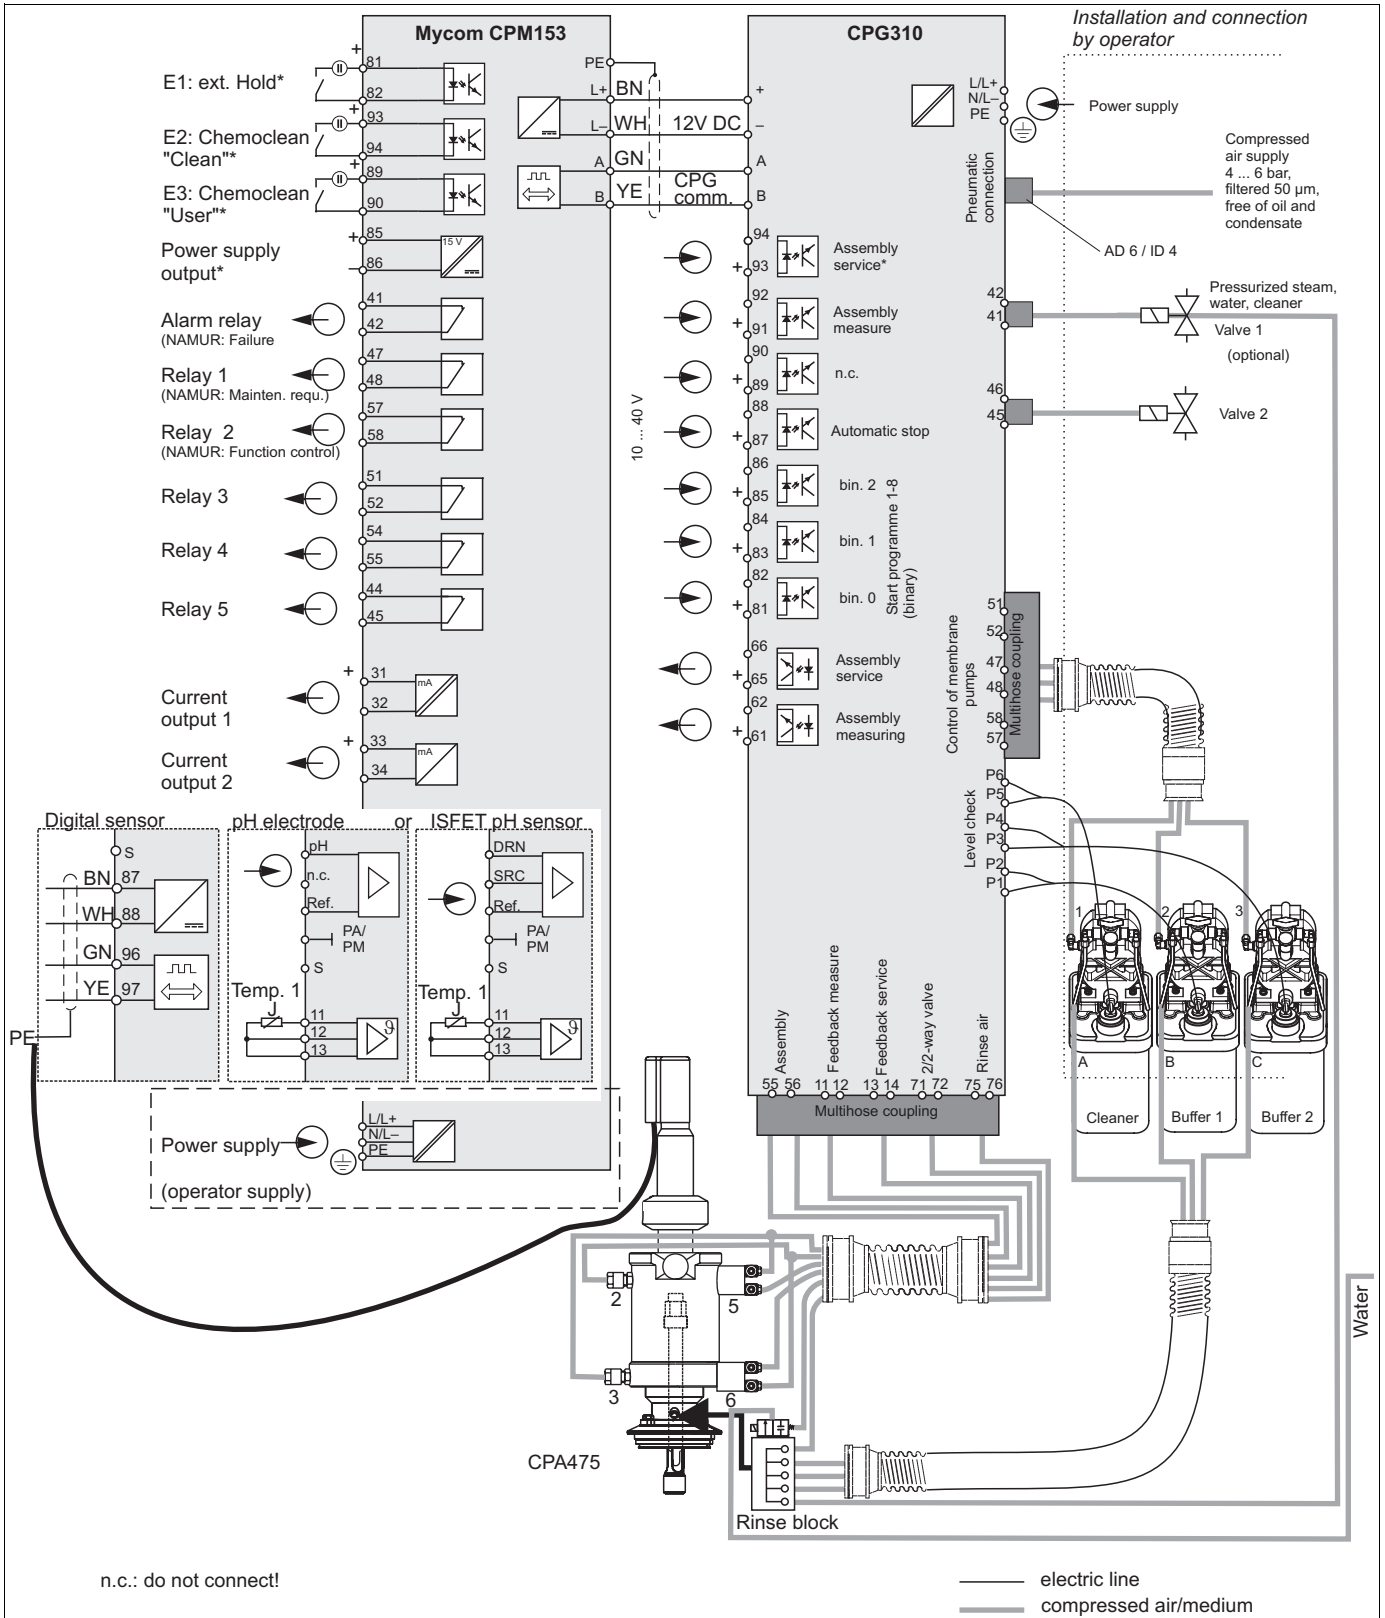 Mycom CPM153
CPG310
Installation and connection
by operator
+
81
82
E1: ext. Hold*
+
93
94
E2: Chemoclean
"Clean"*
+
89
90
E3: Chemoclean
"User"*
+
85
–
86
15 V
Power supply
output*
41
42
Alarm relay
(NAMUR: Failure
47
48
Relay 1
(NAMUR: Mainten. requ.)
57
58
Relay 2
(NAMUR: Function control)
51
52
Relay 3
54
55
Relay 4
44
45
Relay 5
+
31
32
mA
Current
output 1
+
33
34
mA
Current
output 2
PE
L+
BN
L–
WH
12V DC
A
GN
B
YE
CPG
comm.
+
–
A
B
10 ... 40 V
94
+
93
Assembly
service*
92
+
91
Assembly
measure
90
+
89
n.c.
88
+
87
Automatic stop
86
+
85
bin. 2
84
+
83
bin. 1
82
+
81
bin. 0
Start programme 1-8
(binary)
66
+
65
Assembly
service
62
+
61
Assembly
measuring
L/L+
N/L–
PE
Power supply
Pneumatic
connection
Compressed
air supply
4 ... 6 bar,
filtered 50 µm,
free of oil and
condensate
AD 6 / ID 4
42
41
Pressurized steam,
water, cleaner
Valve 1
(optional)
46
45
Valve 2
Control of membrane
pumps
51
52
47
48
58
57
Multihose coupling
Level check
P6
P5
P4
P3
P2
P1
1
2
3
A
B
C
Cleaner
Buffer 1
Buffer 2
Digital sensor
S
BN
87
WH
88
GN
96
YE
97
PE
pH electrode
or
ISFET pH sensor
pH
n.c.
Ref.
PA/
PM
S
Temp. 1
11
12
13
ϑ
DRN
SRC
Ref.
PA/
PM
S
Temp. 1
11
12
13
ϑ
Power supply
L/L+
N/L–
PE
(operator supply)
Assembly
Feedback measure
Feedback service
2/2-way valve
Rinse air
55
56
11
12
13
14
71
72
75
76
Multihose coupling
2
5
3
6
CPA475
Rinse block
Water
n.c.: do not connect!
electric line
compressed air/medium